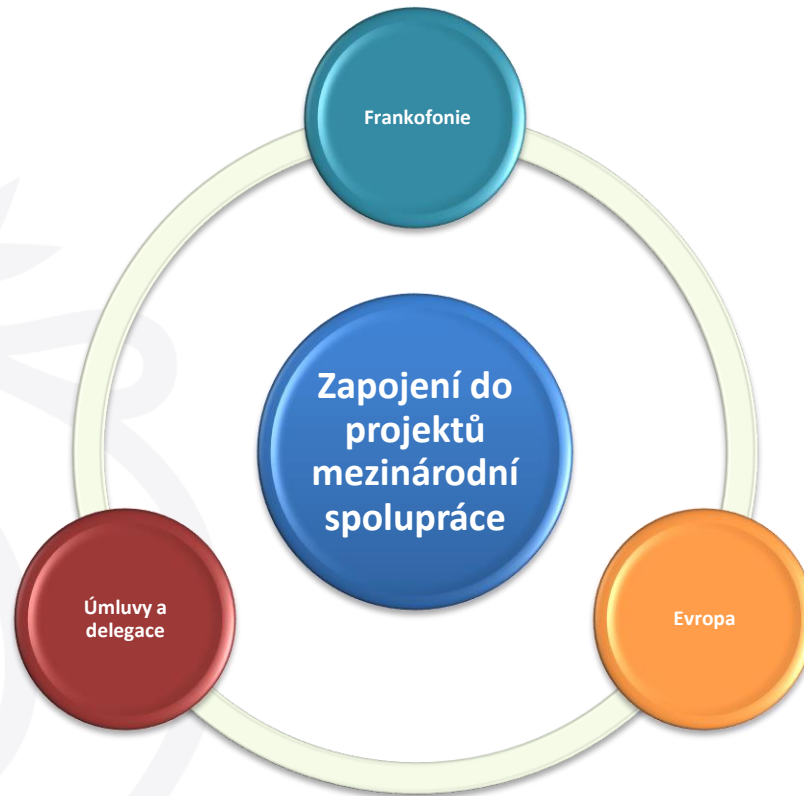 Frankofonie
Zapojení do
projektů
mezinárodní
spolupráce
Úmluvy a
delegace
Evropa